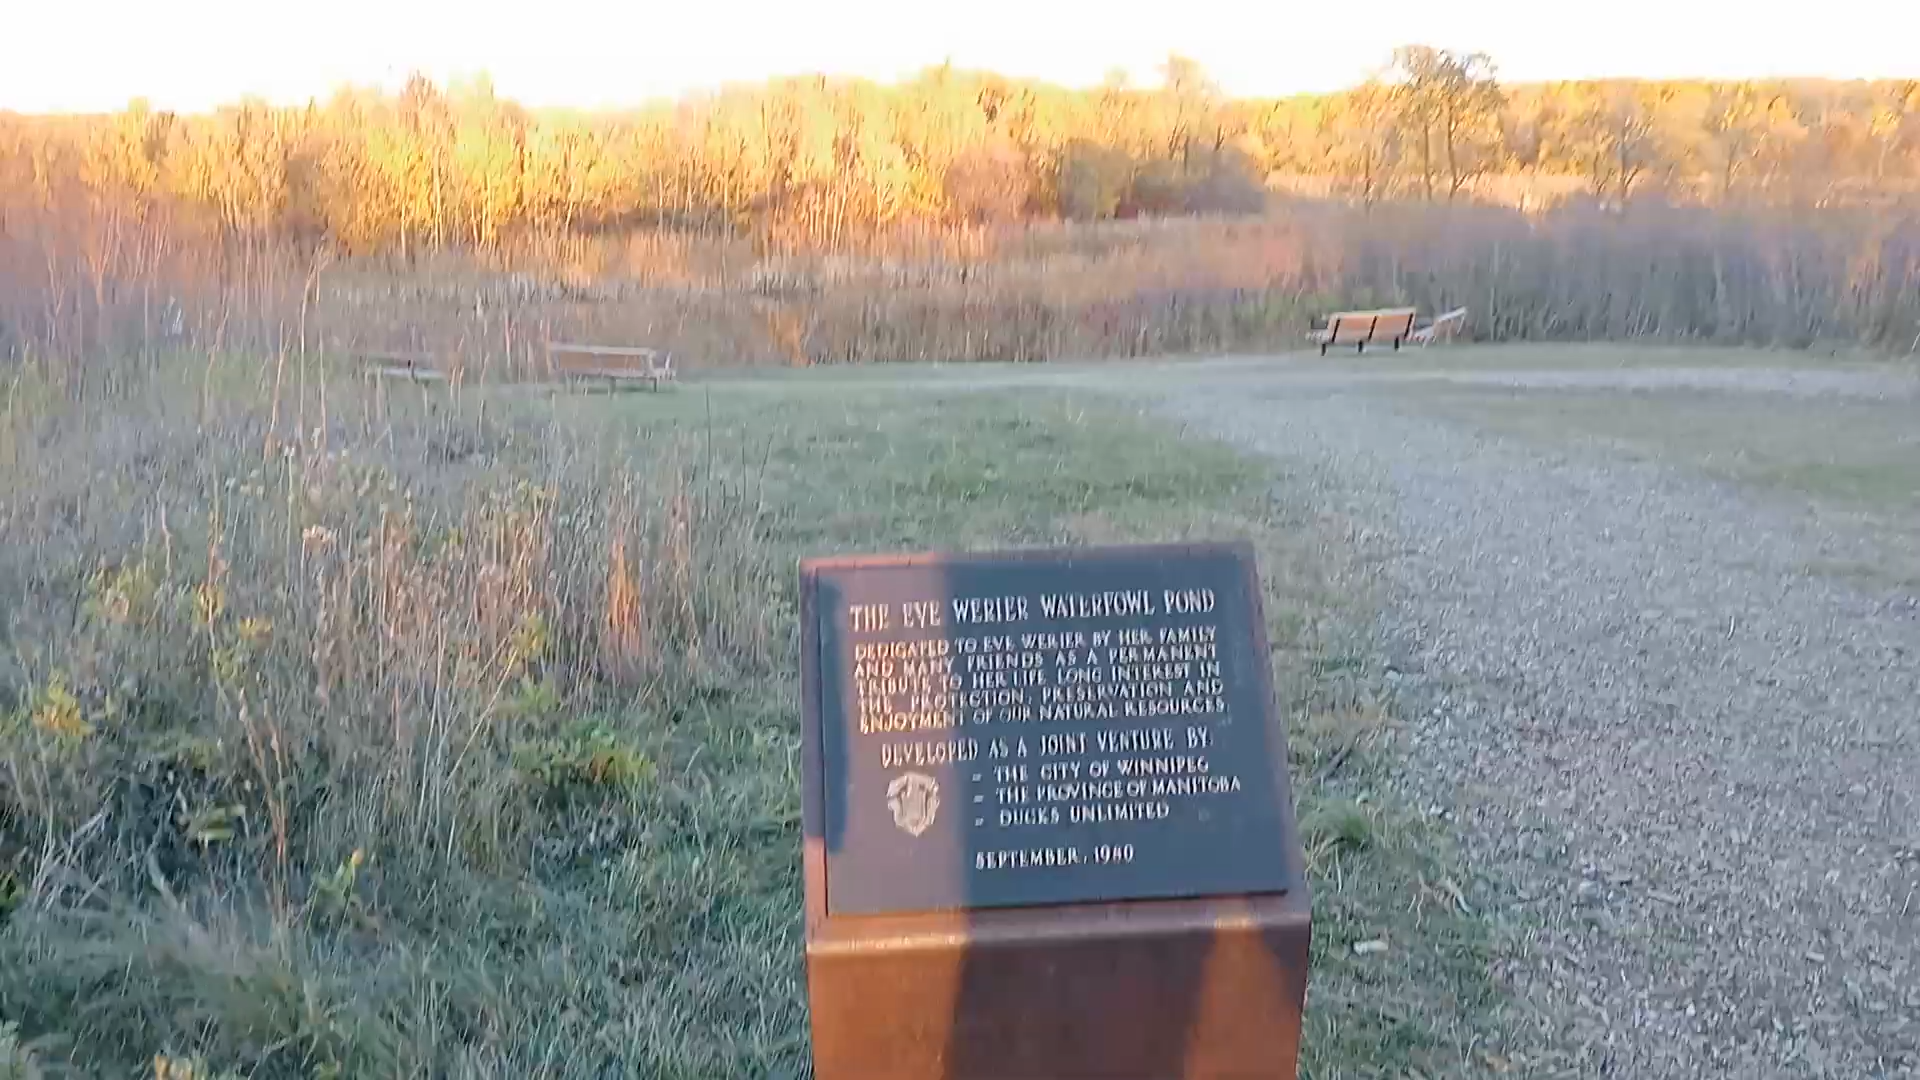 THE EVE WERIER WATERFOWL POND
DEDICATED TO EVE WERIER BY HER FAMILY
AND MANY FRIENDS AS A PERMANENT
TRIBUTE TO HER LIFE LONG INTEREST IN
THE PROTECTION, PRESERVATION AND
ENJOYMENT OF OUR NATURAL RESOURCES.
DEVELOPED AS A JOINT VENTURE BY:
- THE CITY OF WINNIPEG
- THE PROVINCE OF MANITOBA
- DUCKS UNLIMITED
SEPTEMBER, 1980